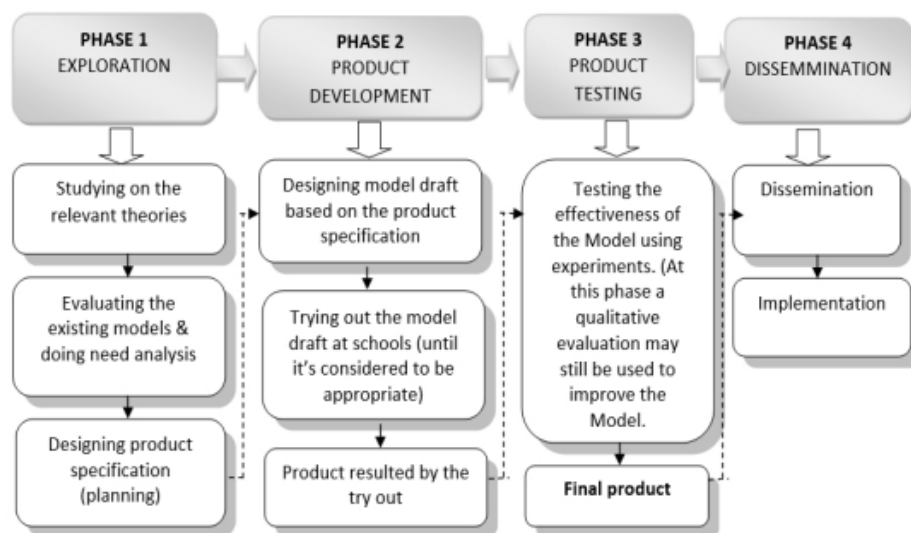 PHASE 1
EXPLORATION
PHASE 2
PRODUCT
DEVELOPMENT
PHASE 3
PRODUCT
TESTING
PHASE 4
DISSEMMINATION
Studying on the
relevant theories
Evaluating the
existing models &
doing need analysis
Designing product
specification
(planning)
Designing model draft
based on the product
specification
Trying out the model
draft at schools (until
it's considered to be
appropriate)
Product resulted by the
try out
Testing the
effectiveness of
the Model using
experiments. (At
this phase a
qualitative
evaluation may
still be used to
improve the
Model.
Final product
Dissemination
Implementation